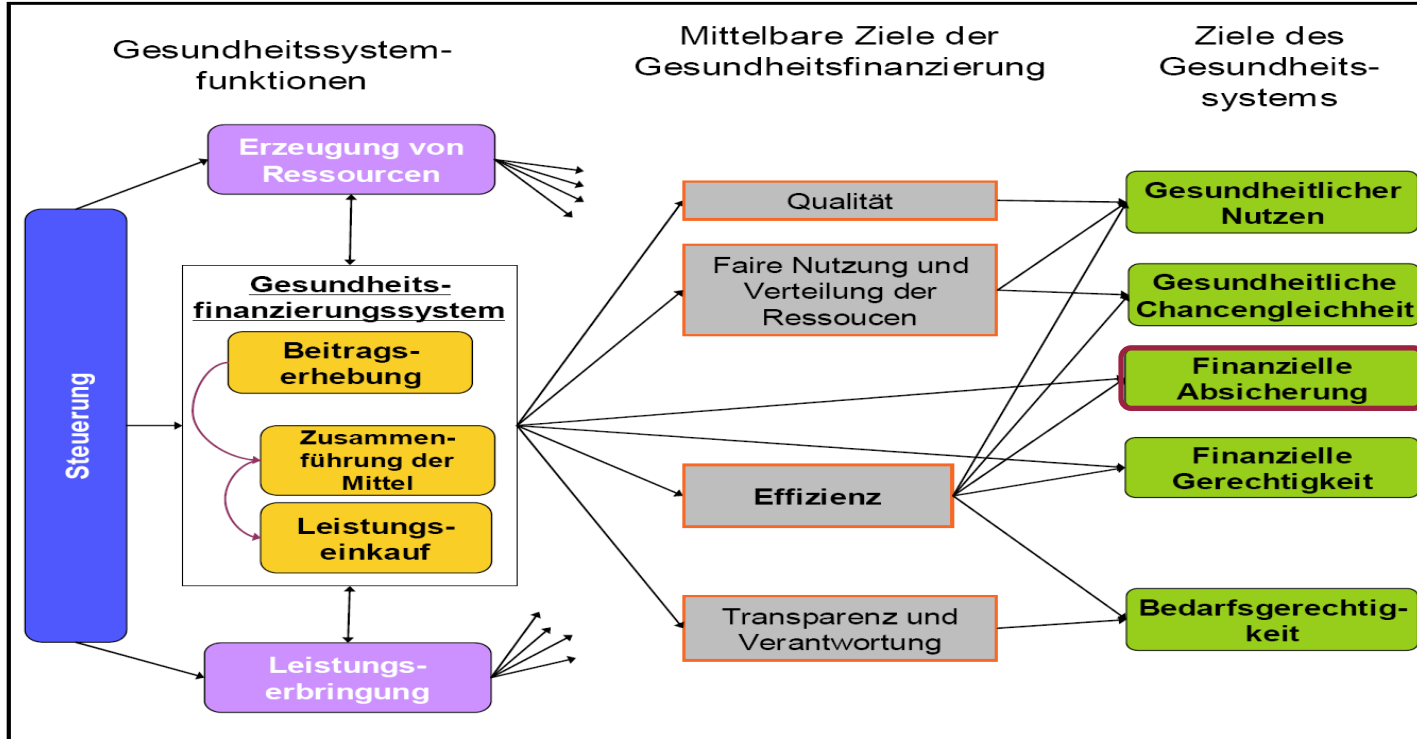 Gesundheitssystem-
funktionen
Mittelbare Ziele der
Gesundheitsfinanzierung
Ziele des
Gesundheits-
systems
Steuerung
Erzeugung von
Ressourcen
Gesundheits-
finanzierungssystem
Beitrags-
erhebung
Zusammen-
führung der
Mittel
Leistungs-
einkauf
Leistungs-
erbringung
Qualität
Faire Nutzung und
Verteilung der
Ressoucen
Effizienz
Transparenz und
Verantwortung
Gesundheitlicher
Nutzen
Gesundheitliche
Chancengleichheit
Finanzielle
Absicherung
Finanzielle
Gerechtigkeit
Bedarfsgerechtig-
keit